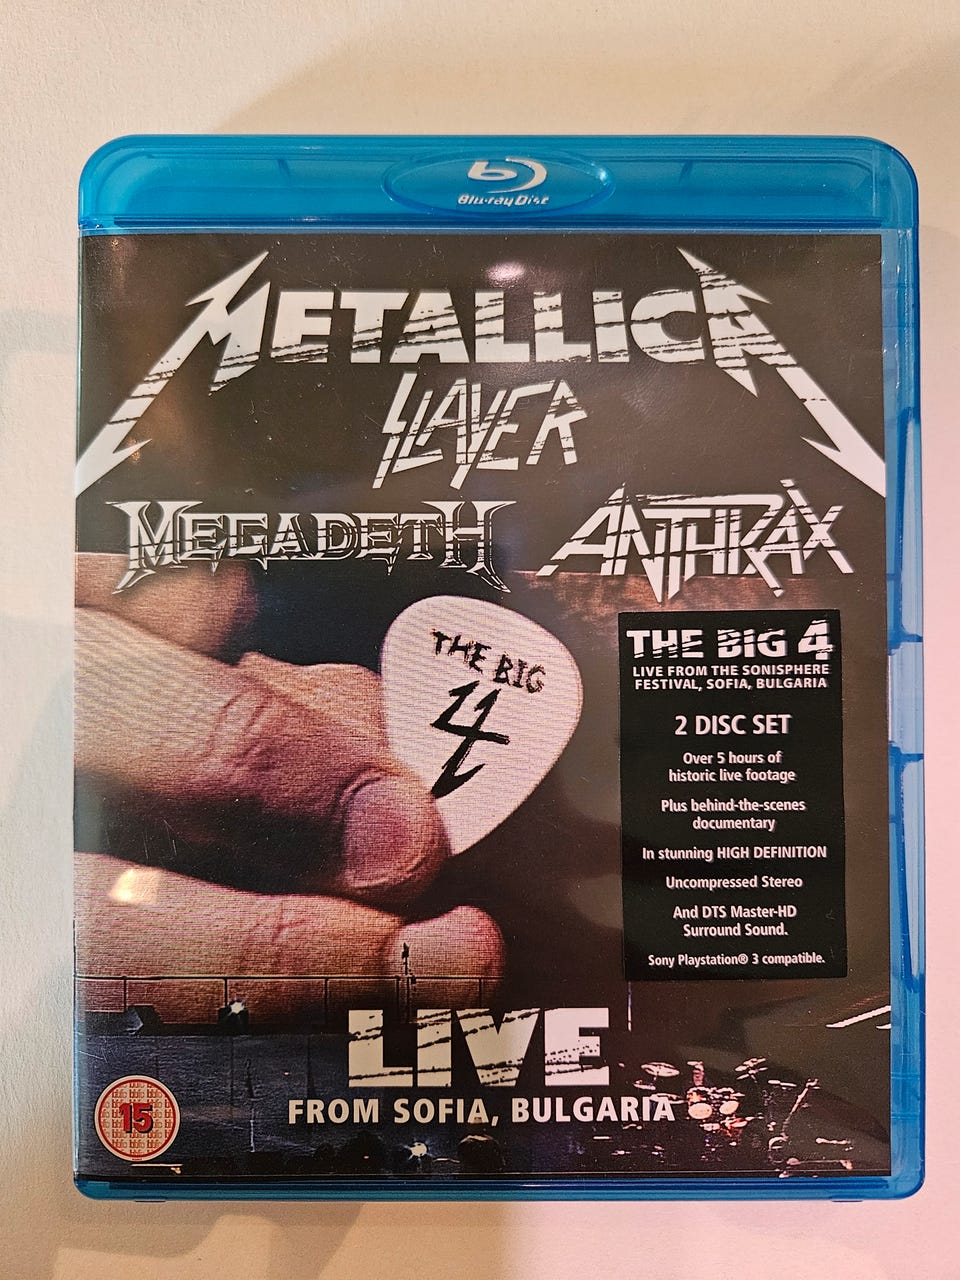 Blu-ray Disc
METALLICA
SLAYER
MEGADETH ANTHRAX
THE BIG
4
THE BIG 4
LIVE FROM THE SONISPHERE
FESTIVAL, SOFIA, BULGARIA
2 DISC SET
Over 5 hours of
historic live footage
Plus behind-the-scenes
documentary
In stunning HIGH DEFINITION
Uncompressed Stereo
And DTS Master-HD
Surround Sound.
Sony Playstation® 3 compatible.
LIVE
FROM SOFIA, BULGARIA
15